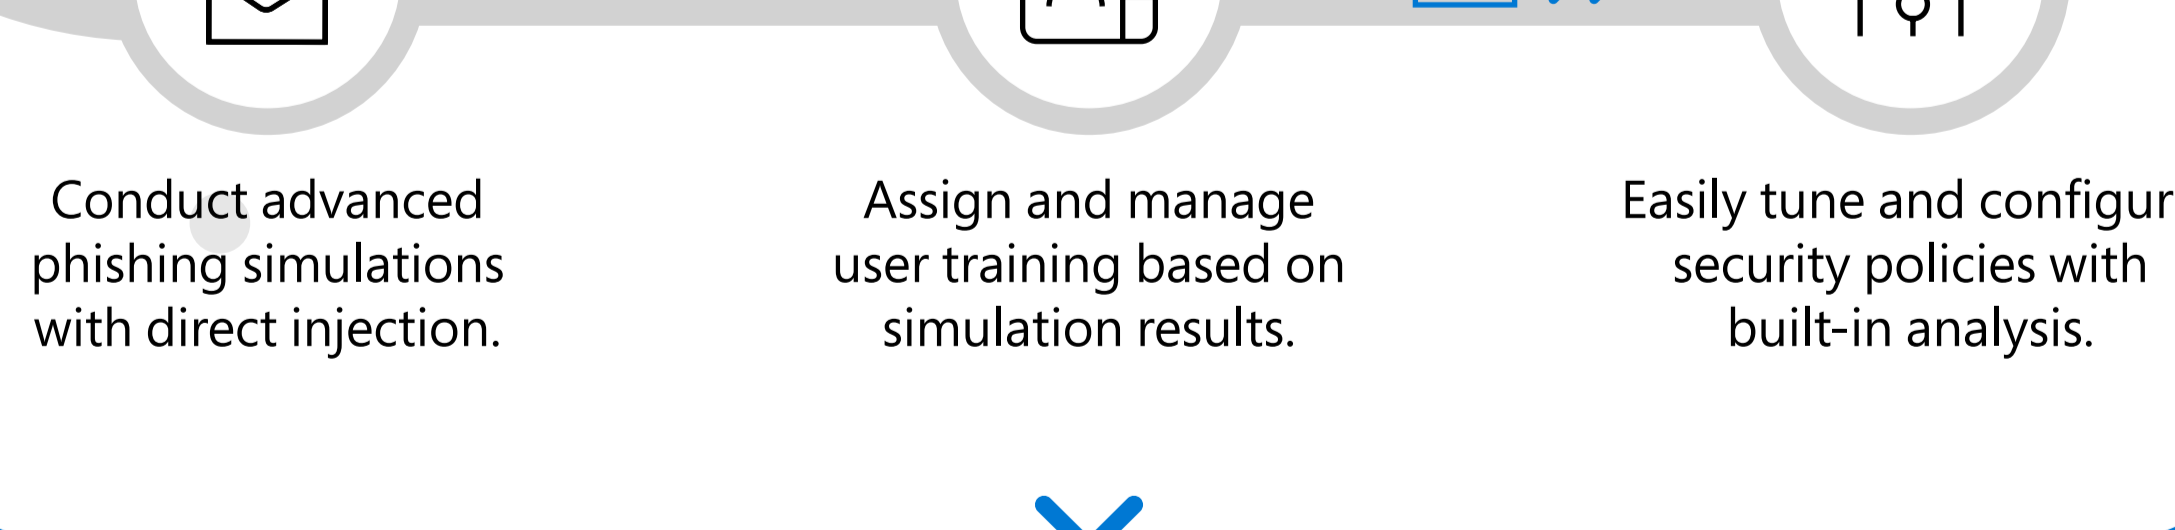 Conduct advanced
phishing simulations
with direct injection.
Assign and manage
user training based on
simulation results.
Easily tune and configur
security policies with
built-in analysis.